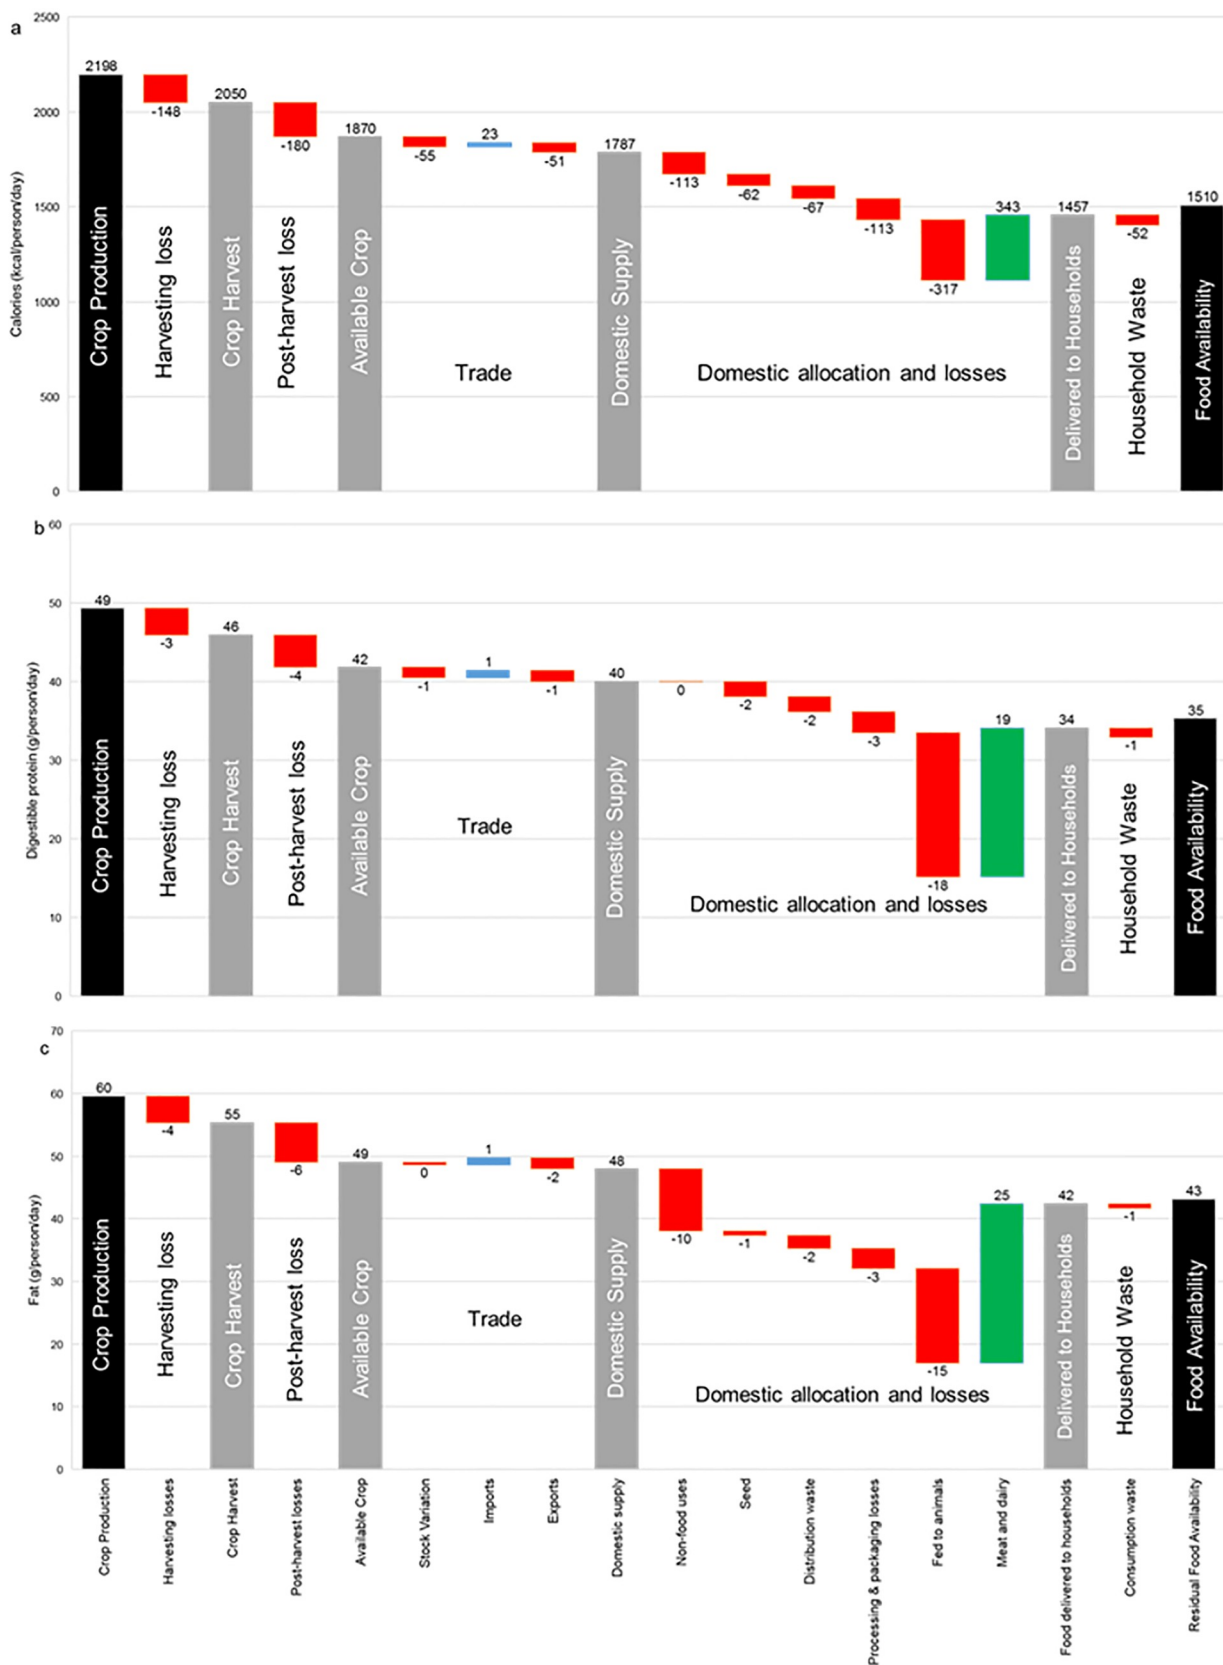 a
2500
2000
1500
1000
500
0
Calories (kcal/person/day)
2198
-148
2050
-180
1870
-55
23
-51
1787
-113
-62
-67
-113
-317
343
1457
-52
1510
Crop Production
Harvesting loss
Crop Harvest
Post-harvest loss
Available Crop
Trade
Domestic Supply
Domestic allocation and losses
Delivered to Households
Household Waste
Food Availability
b
60
50
40
30
20
10
0
Digestible protein (g/person/day)
49
-3
46
-4
42
-1
1
-1
40
0
-2
-2
-3
-18
19
34
-1
35
Crop Production
Harvesting loss
Crop Harvest
Post-harvest loss
Available Crop
Trade
Domestic Supply
Domestic allocation and losses
Delivered to Households
Household Waste
Food Availability
c
70
60
50
40
30
20
10
0
Fat (g/person/day)
60
-4
55
-6
49
0
1
-2
48
-10
-1
-2
-3
-15
25
42
-1
43
Crop Production
Harvesting loss
Crop Harvest
Post-harvest loss
Available Crop
Trade
Domestic Supply
Domestic allocation and losses
Delivered to Households
Household Waste
Food Availability
Crop Production
Harvesting losses
Crop Harvest
Post-harvest losses
Available Crop
Stock Variation
Imports
Exports
Domestic supply
Non-food uses
Seed
Distribution waste
Processing & packaging losses
Fed to animals
Meat and dairy
Food delivered to households
Consumption waste
Residual Food Availability